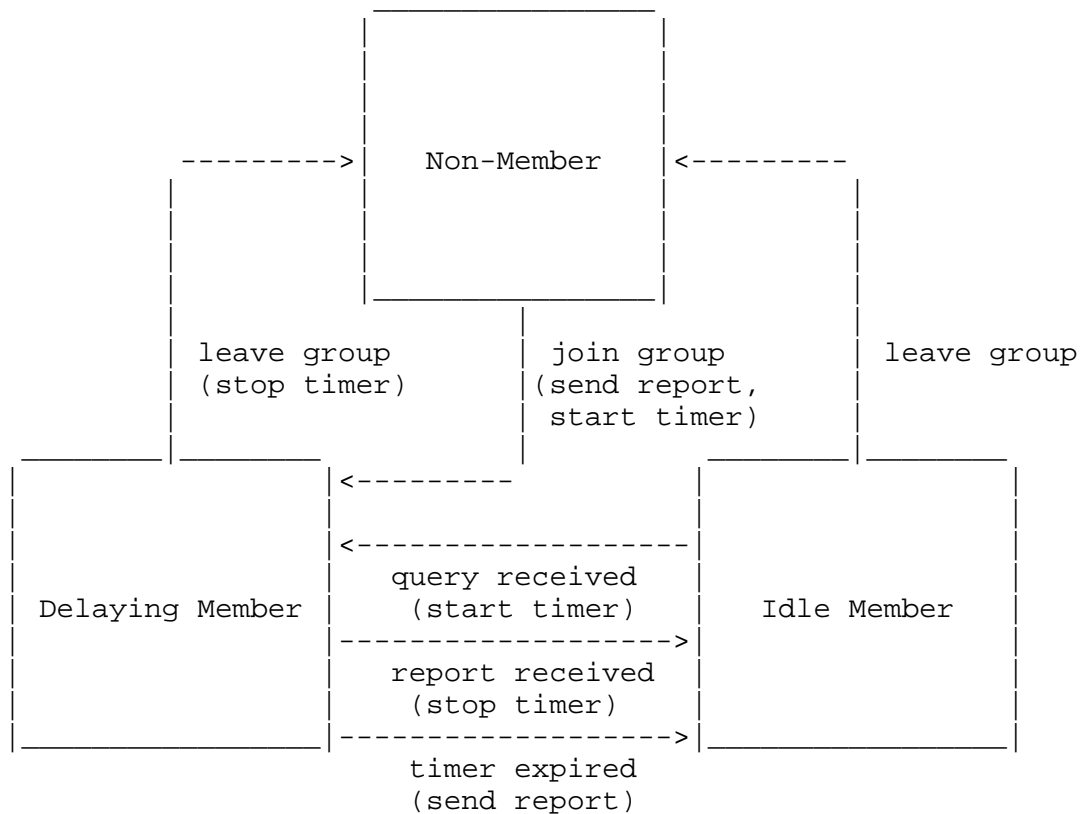 Non-Member
leave group
(stop timer)
join group
(send report,
start timer)
leave group
query received
(start timer)
Delaying Member
Idle Member
report received
(stop timer)
timer expired
(send report)